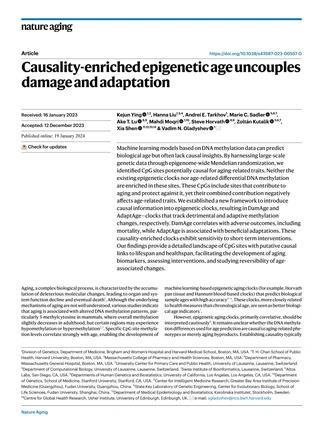 nature aging
Article
https://doi.org/10.1038/s43587-023-00557-0
Causality-enriched epigenetic age uncouples
damage and adaptation
Received: 16 January 2023
Accepted: 12 December 2023
Published online: 19 January 2024
Check for updates
Kejun Ying, Hanna Liu, Andrei E. Tarkhov, Marie C. Sadler,
Ake T. Lu, Mahdi Moqri, Steve Horvath, Zoltán Kutalik,
Xia Shen & Vadim N. Gladyshev
Machine learning models based on DNA methylation data can predict
biological age but often lack causal insights. By harnessing large-scale
genetic data through epigenome-wide Mendelian randomization, we
identified CpG sites potentially causal for aging-related traits. Neither the
existing epigenetic clocks nor age-related differential DNA methylation
are enriched in these sites. These CpGs include sites that contribute to
aging and protect against it, yet their combined contribution negatively
affects age-related traits. We established a new framework to introduce
causal information into epigenetic clocks, resulting in DamAge and
AdaptAge—clocks that track detrimental and adaptive methylation
changes, respectively. DamAge correlates with adverse outcomes, including
mortality, while AdaptAge is associated with beneficial adaptations. These
causality-enriched clocks exhibit sensitivity to short-term interventions.
Our findings provide a detailed landscape of CpG sites with putative causal
links to lifespan and healthspan, facilitating the development of aging
biomarkers, assessing interventions, and studying reversibility of age-
associated changes.
Aging, a complex biological process, is characterized by the accumu-
lation of deleterious molecular changes, leading to organ and sys-
tem function decline and eventual death. Although the underlying
mechanisms of aging are not well understood, various studies indicate
that aging is associated with altered DNA methylation patterns, par-
ticularly 5-methylcytosine in mammals, where overall methylation
slightly decreases in adulthood, but certain regions may experience
hypomethylation or hypermethylation. Specific CpG site methyla-
tion levels correlate strongly with age, enabling the development of
machine learning-based epigenetic clocks (for example, Horvath
pan tissue and Hannum blood-based clocks) that predict biological
sample ages with high accuracy. These clocks, more closely related
to health measures than chronological age, are seen as better biologi-
cal age indicators.
However, epigenetic aging clocks, primarily correlative, should be
interpreted cautiously. It remains unclear whether the DNA methyla-
tion differences used for age prediction are causal to aging-related phe-
notypes or merely aging byproducts. Establishing causality typically
Nature Aging